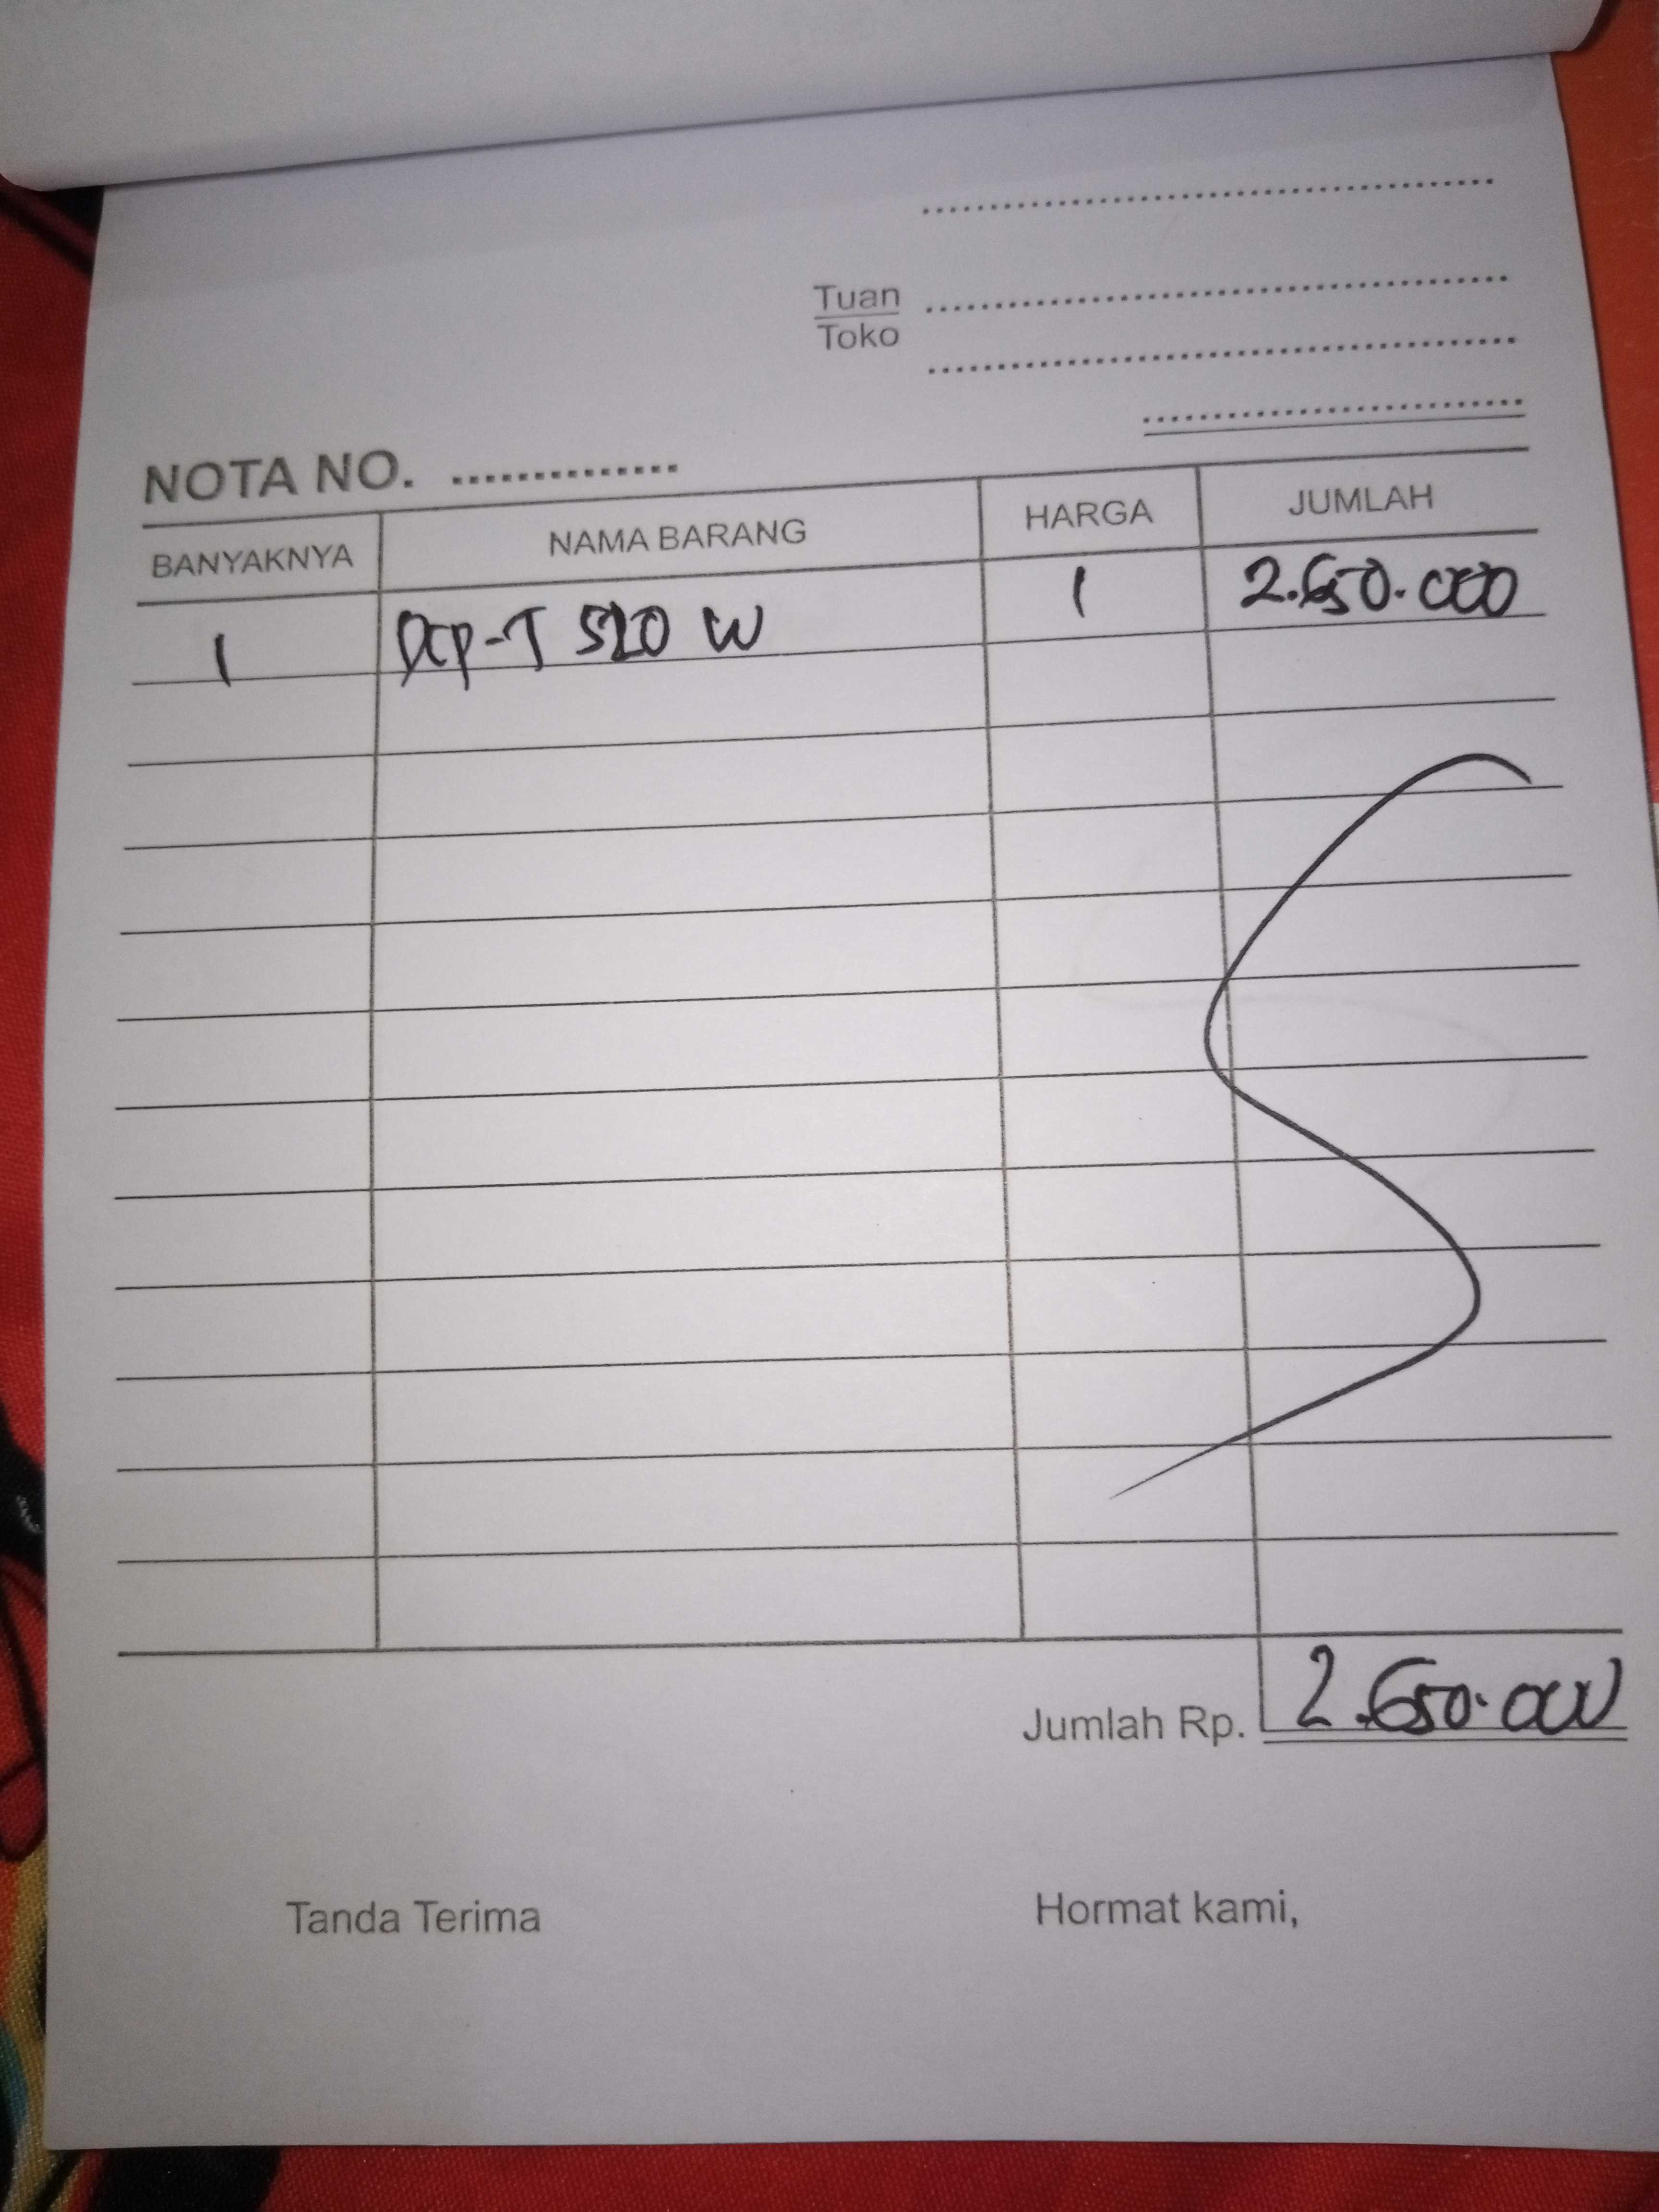 Tuan
Toko
NOTA NO. ...............
BANYAKNYA NAMA BARANG HARGA JUMLAH
1 DCP-T 520 W 1 2.650.000
Jumlah Rp. 2.650.000
Tanda Terima Hormat kami,